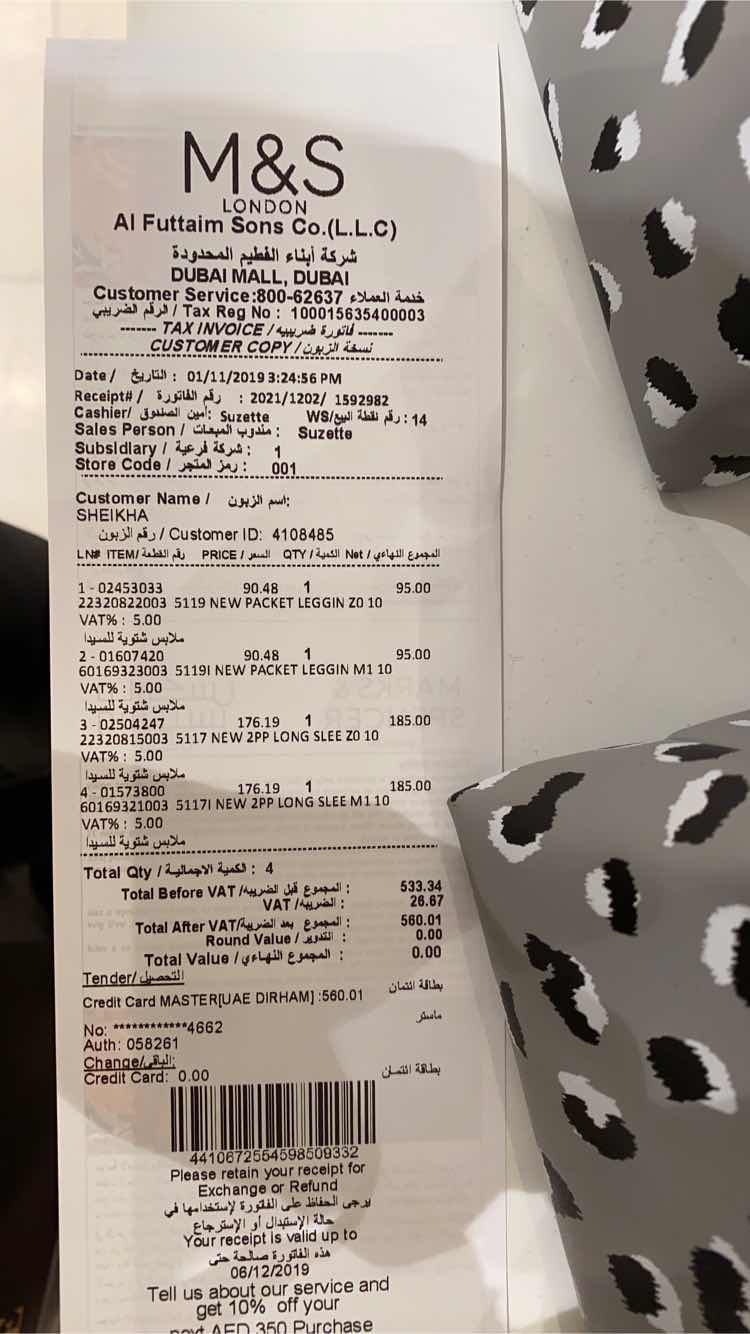 M&S
LONDON
Al Futtaim Sons Co.(L.L.C)
شركة أبناء الفطيم المحدودة
DUBAI MALL, DUBAI
Customer Service:800-62637 خدمة العملاء
الرقم الضريبي / Tax Reg No : 100015635400003
------- TAX INVOICE / فاتورة ضريبيه -------
CUSTOMER COPY / نسخة الزبون
Date / التاريخ : 01/11/2019 3:24:56 PM
Receipt# / رقم الفاتورة : 2021/1202/ 1592982
Cashier/ أمين الصندوق: Suzette WS/رقم نقطة البيع : 14
Sales Person / مندوب المبيعات : Suzette
Subsidiary / شركة فرعية : 1
Store Code / رمز المتجر : 001
Customer Name / اسم الزبون:
SHEIKHA
رقم الزبون / Customer ID: 4108485
LN# ITEM/ رقم القطعة PRICE / السعر QTY / الكمية Net / المجموع النهاءي
1 - 02453033 90.48 1 95.00
22320822003 5119 NEW PACKET LEGGIN Z0 10
VAT% : 5.00
ملابس شتوية للسيدا
2 - 01607420 90.48 1 95.00
60169323003 5119I NEW PACKET LEGGIN M1 10
VAT% : 5.00
ملابس شتوية للسيدا
3 - 02504247 176.19 1 185.00
22320815003 5117 NEW 2PP LONG SLEE Z0 10
VAT% : 5.00
ملابس شتوية للسيدا
4 - 01573800 176.19 1 185.00
60169321003 5117I NEW 2PP LONG SLEE M1 10
VAT% : 5.00
ملابس شتوية للسيدا
Total Qty / الكمية الاجمالية : 4
Total Before VAT / المجموع قبل الضريبه : 533.34
VAT / الضريبه : 26.67
Total After VAT/ المجموع بعد الضريبة : 560.01
Round Value / التدوير : 0.00
Total Value / المجموع النهاءي : 0.00
Tender/ التحصيل
بطاقة ائتمان
Credit Card MASTER[UAE DIRHAM] :560.01
ماستر
No: ************4662
Auth: 058261
Change/الباقي:
Credit Card: 0.00 بطاقة ائتمان
4410672554598509332
Please retain your receipt for
Exchange or Refund
يرجى الحفاظ على الفاتورة لإستخدامها في
حالة الإستبدال أو الإسترجاع
Your receipt is valid up to
هذه الفاتورة صالحة حتى
06/12/2019
Tell us about our service and
get 10% off your
next AED 350 Purchase